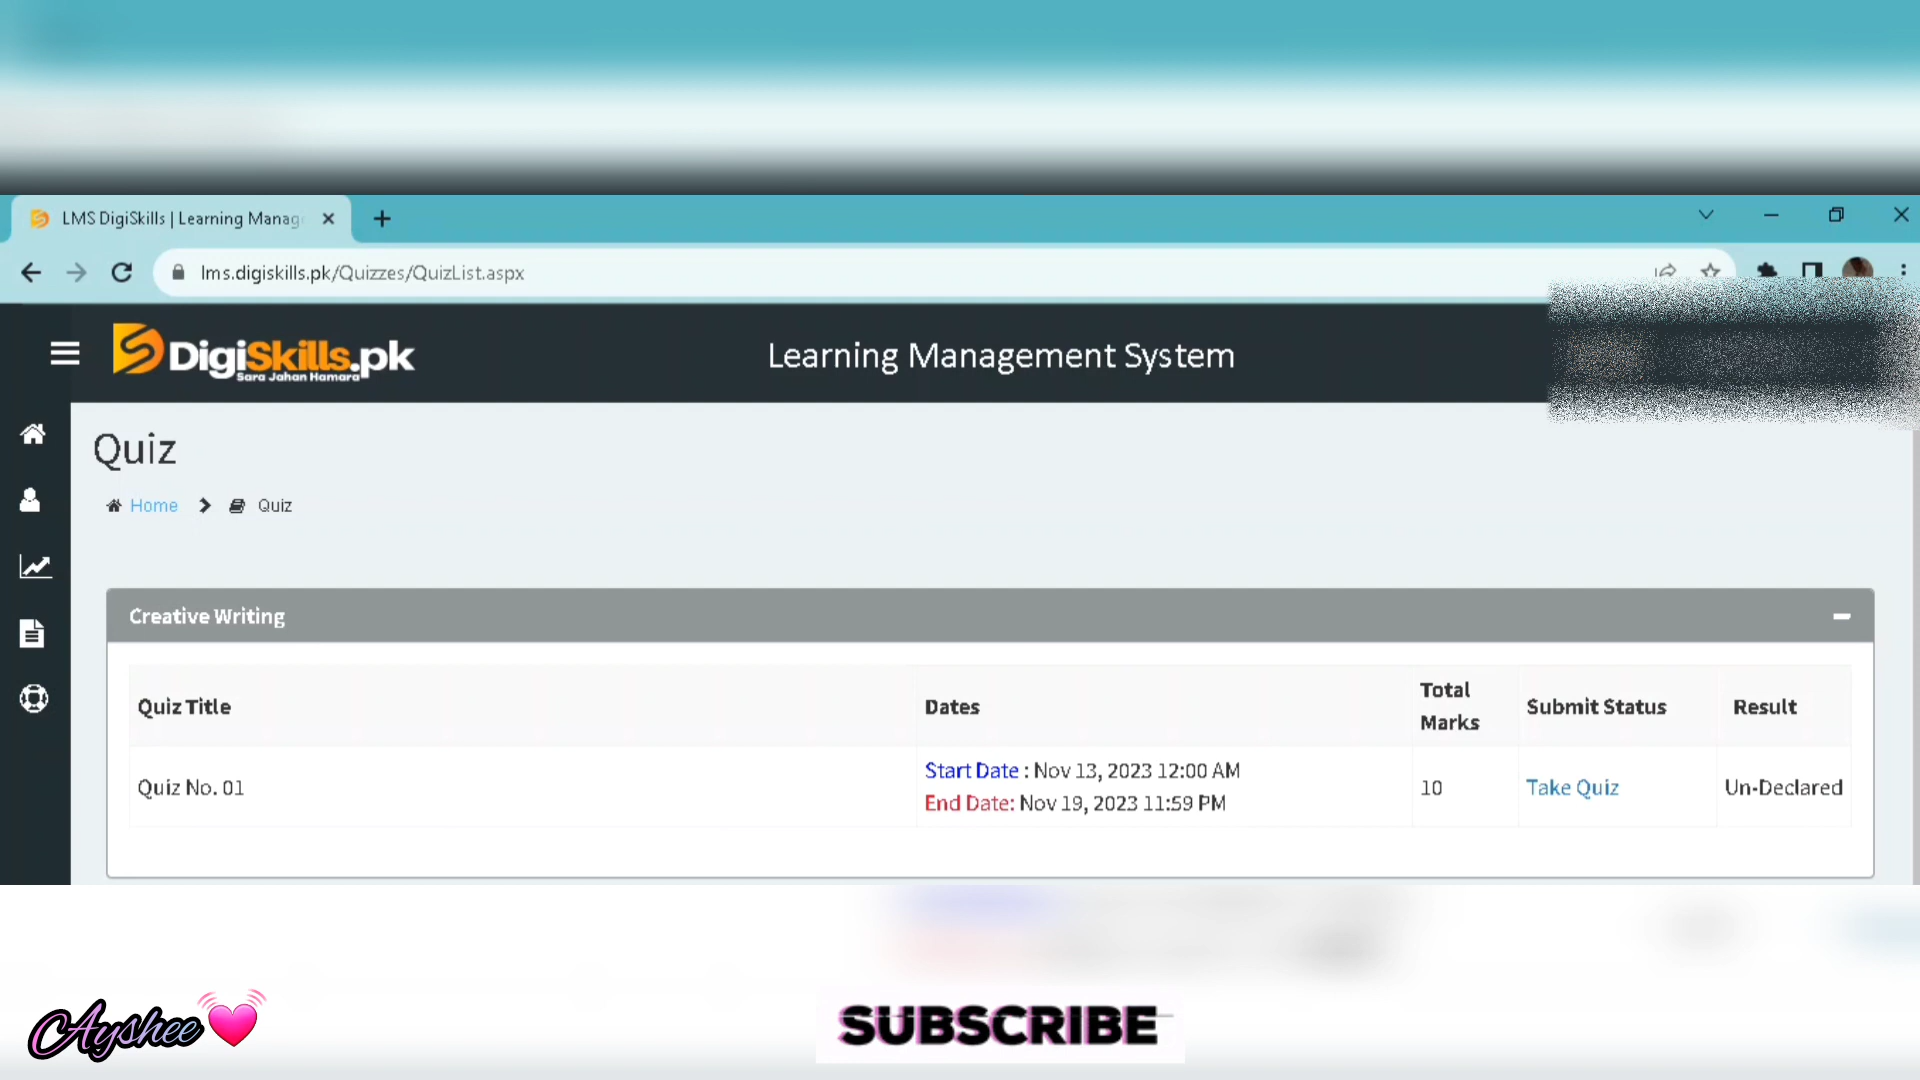 LMS DigiSkills | Learning Manag
lms.digiskills.pk/Quizzes/QuizList.aspx
DigiSkills.pk
Sara Jahan Hamara
Learning Management System
Quiz
Home
Quiz
Creative Writing
Quiz Title
Dates
Total Marks
Submit Status
Result
Quiz No. 01
Start Date : Nov 13, 2023 12:00 AM
End Date: Nov 19, 2023 11:59 PM
10
Take Quiz
Un-Declared
Ayshee
SUBSCRIBE